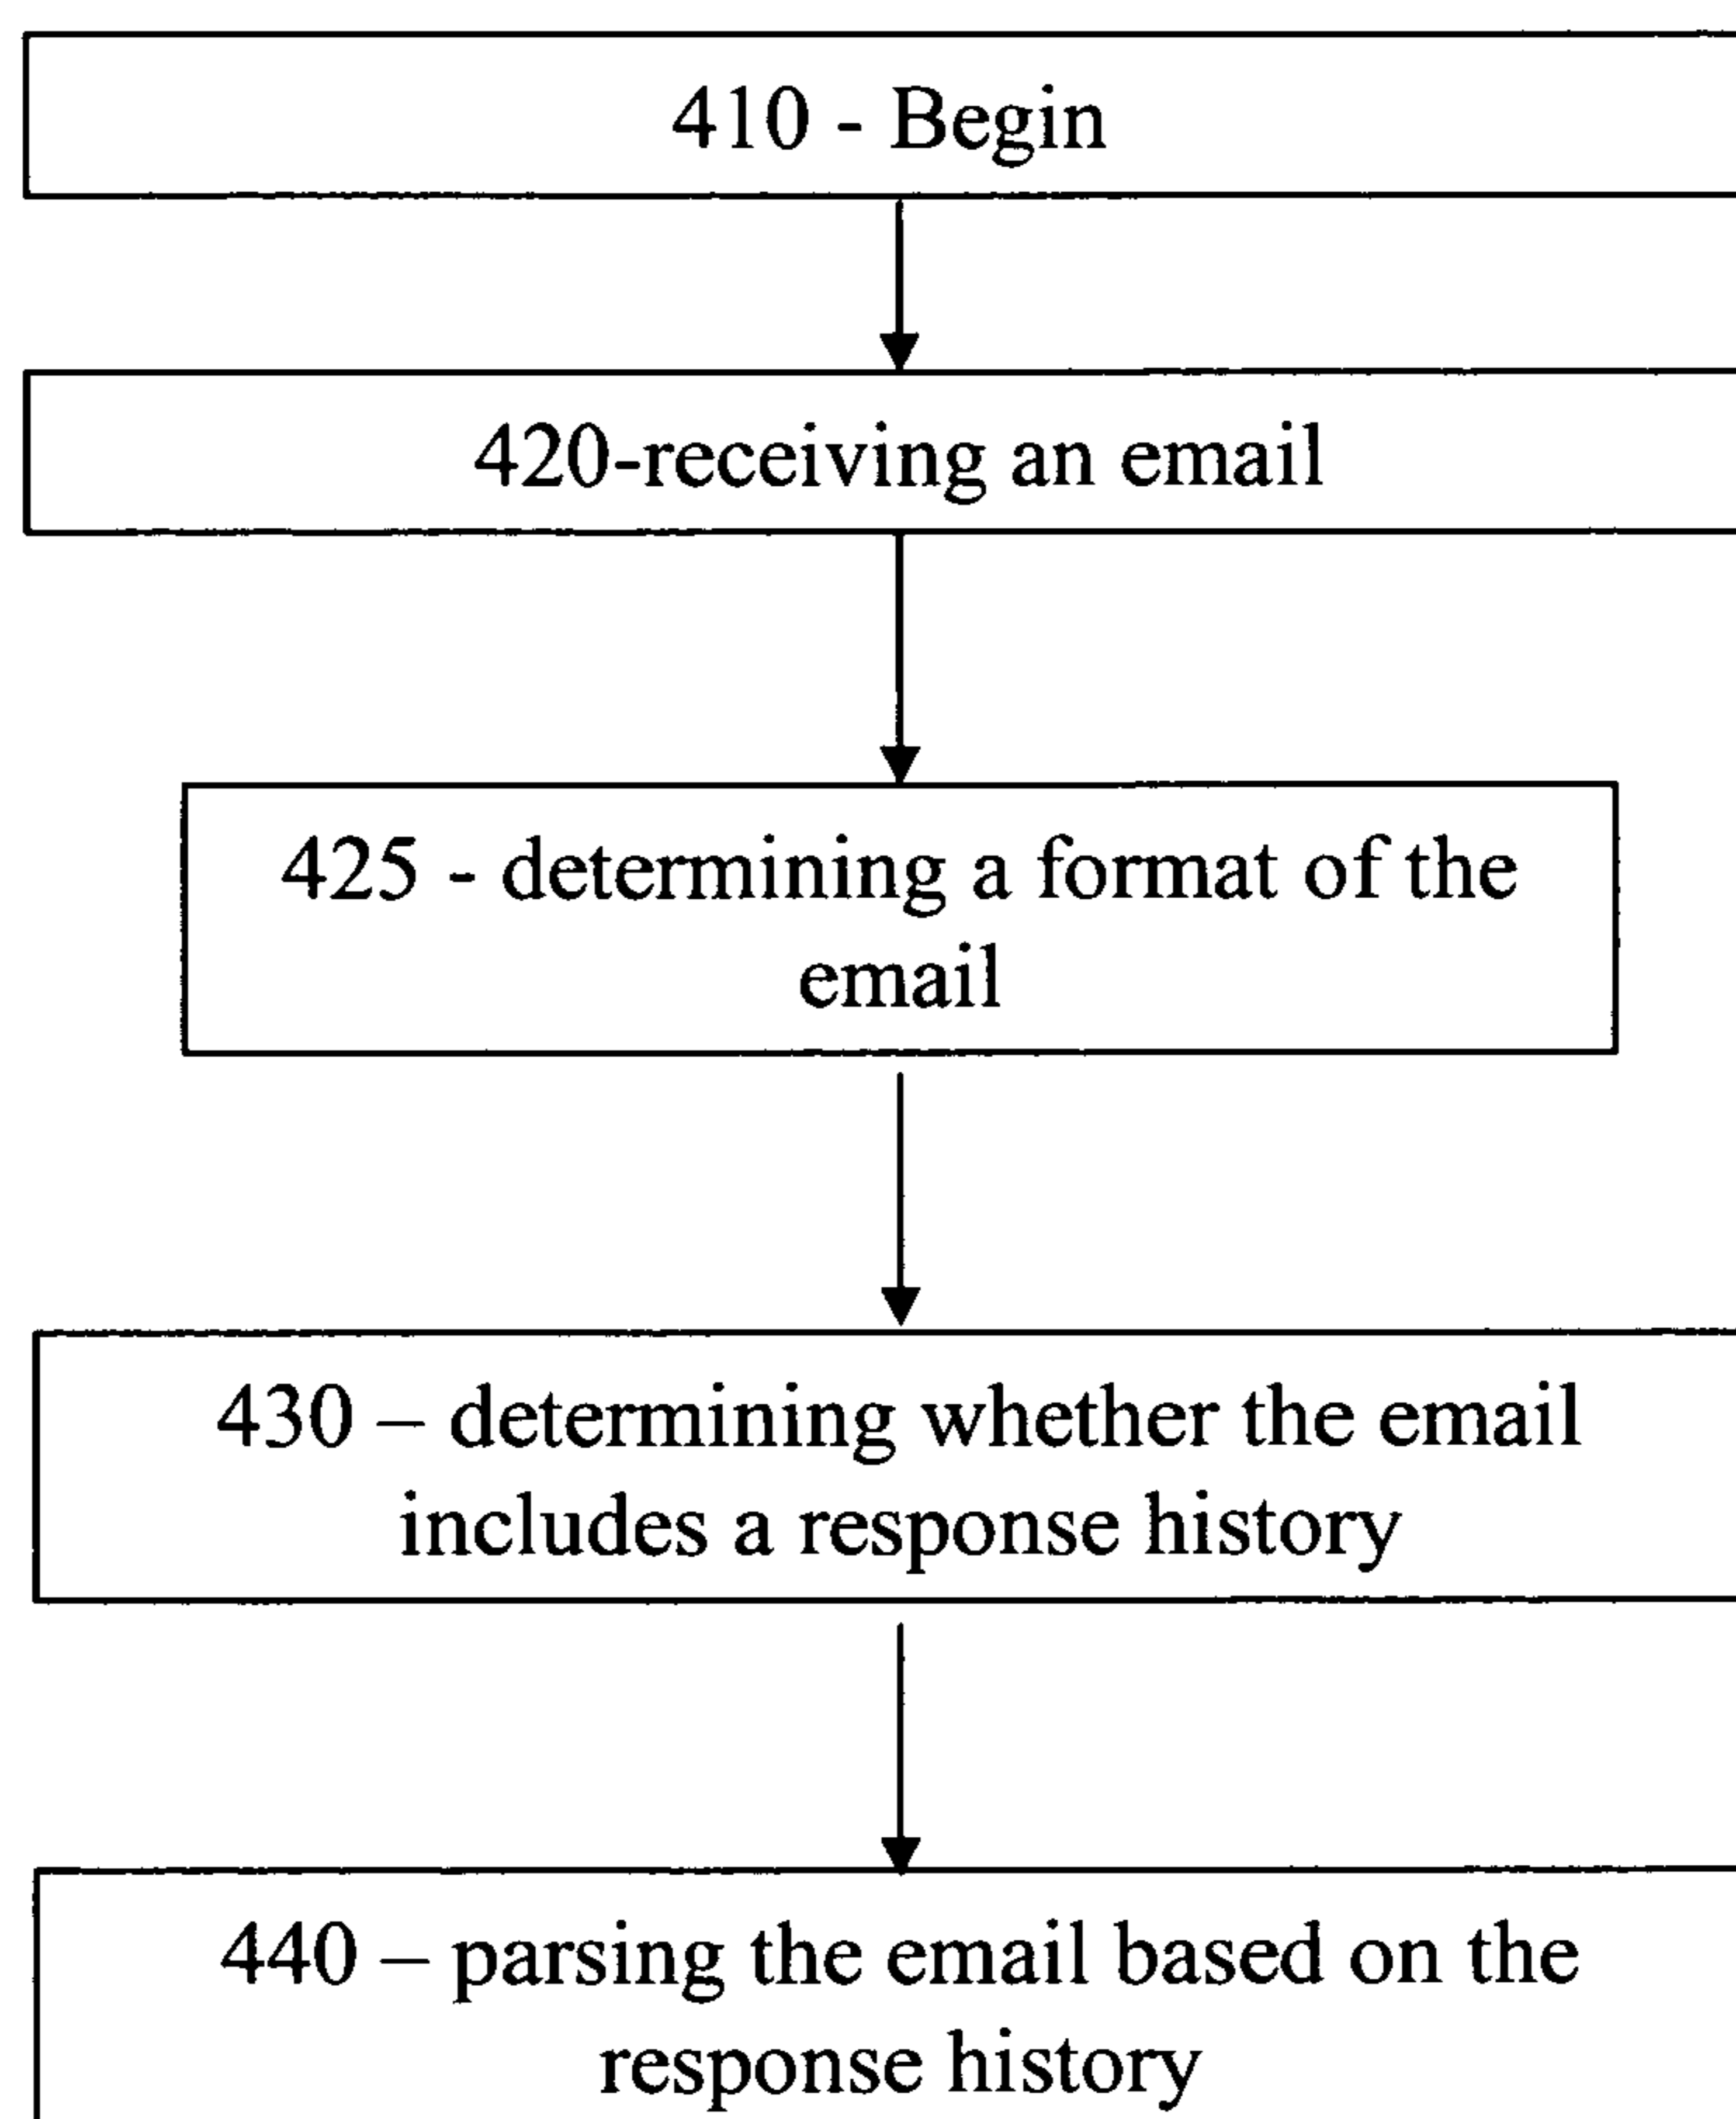 410 - Begin
420-receiving an email
425 - determining a format of the
email
430 – determining whether the email
includes a response history
440 – parsing the email based on the
response history